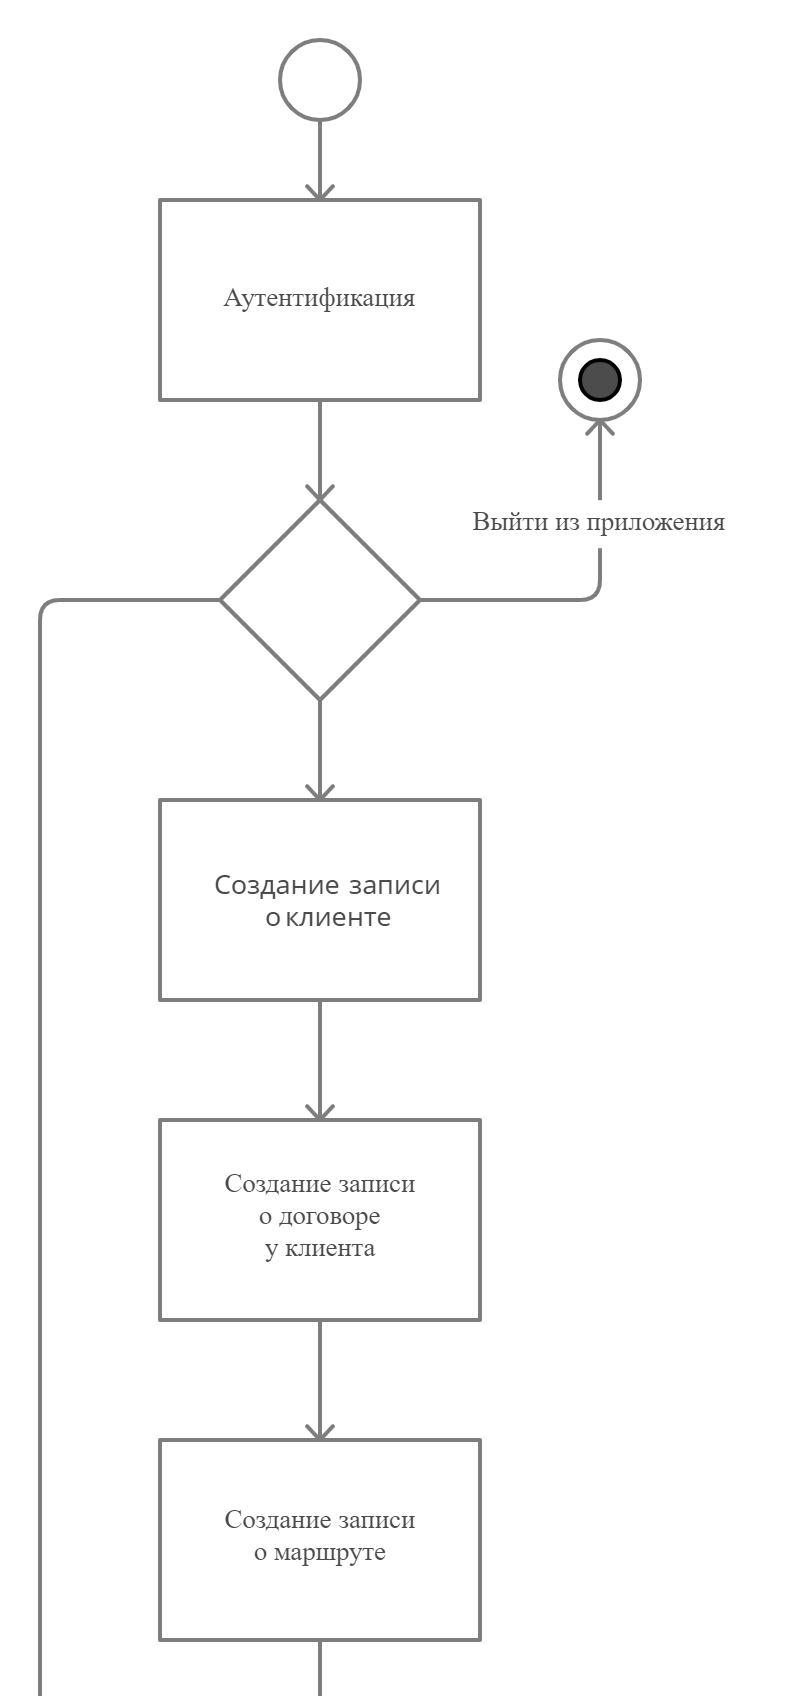 Аутентификация
Выйти из приложения
Создание записи
о клиенте
Создание записи
о договоре
у клиента
Создание записи
о маршруте